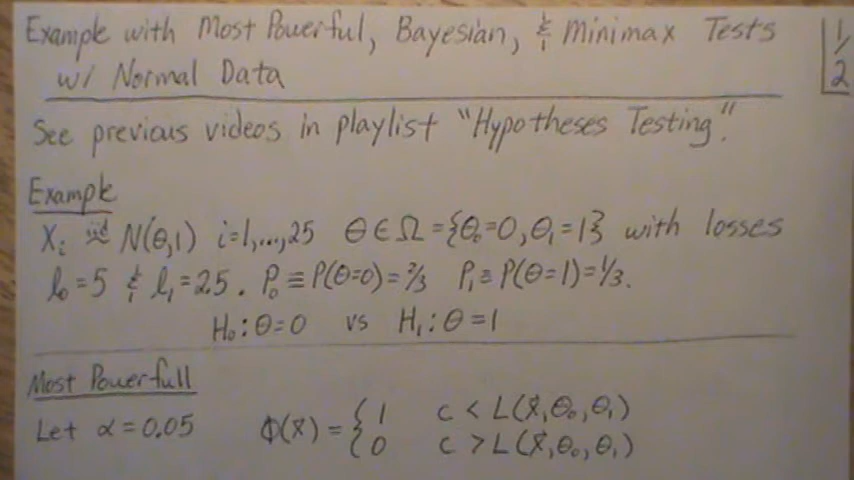 Example with Most Powerful, Bayesian, & Minimax Tests
w/ Normal Data
1/2
See previous videos in playlist "Hypotheses Testing".
Example
Xᵢ iid~ N(θ,1) i=1,...,25 θ∈Ω={θ₀=0, θ₁=1} with losses
l₀=5 & l₁=2.5. P₀≡P(θ=0)=2/3 P₁≡P(θ=1)=1/3.
H₀:θ=0 vs H₁:θ=1
Most Powerfull
Let α=0.05 Φ(x̰) = { 1 c < L(x̰,θ₀,θ₁)
0 c > L(x̰,θ₀,θ₁)